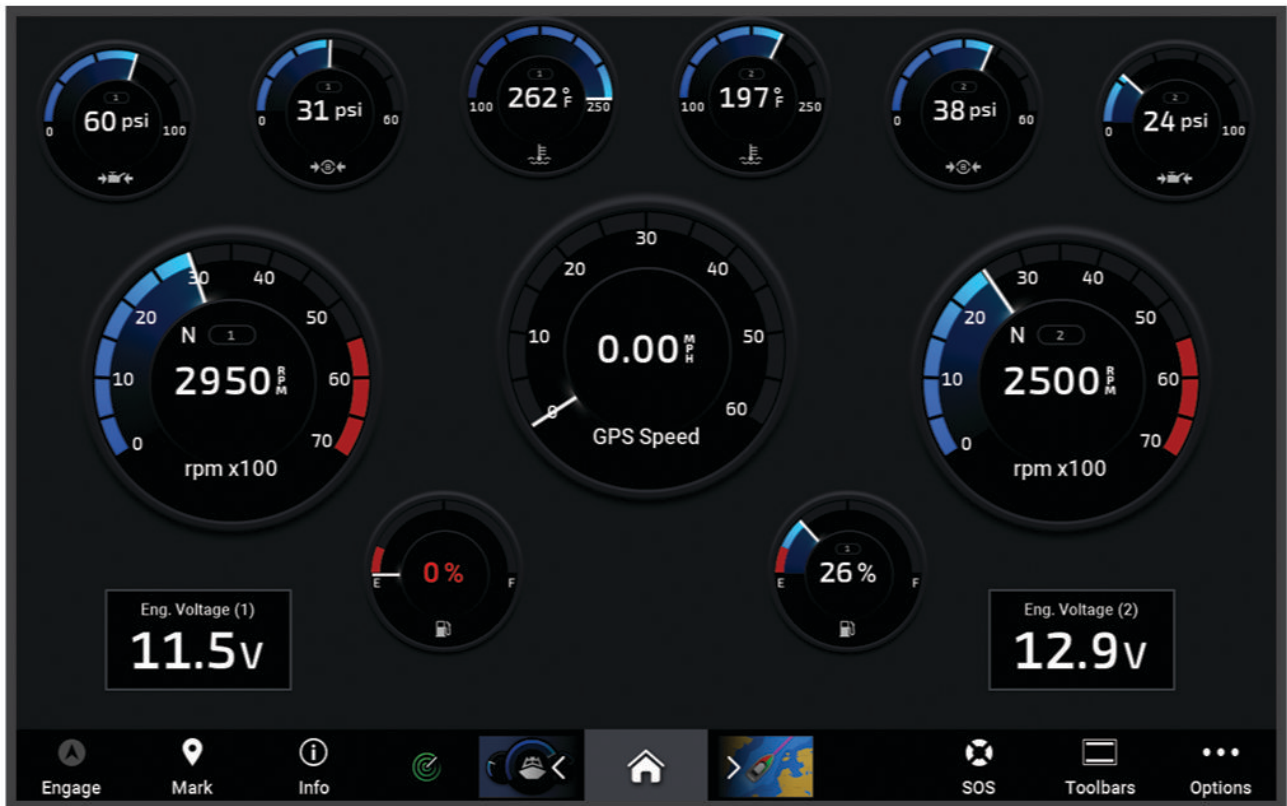 1
60 psi
0
100
1
31 psi
0
60
1
262 °F
100
250
2
197 °F
100
250
2
38 psi
0
60
2
24 psi
0
100
0
10
20
30
40
50
60
70
N
1
2950 RPM
rpm x100
0
10
20
30
40
50
60
0.00 MPH
GPS Speed
0
10
20
30
40
50
60
70
N
2
2500 RPM
rpm x100
E
0 %
F
1
E
26 %
F
Eng. Voltage (1)
11.5 V
Eng. Voltage (2)
12.9 V
Engage
Mark
Info
SOS
Toolbars
Options